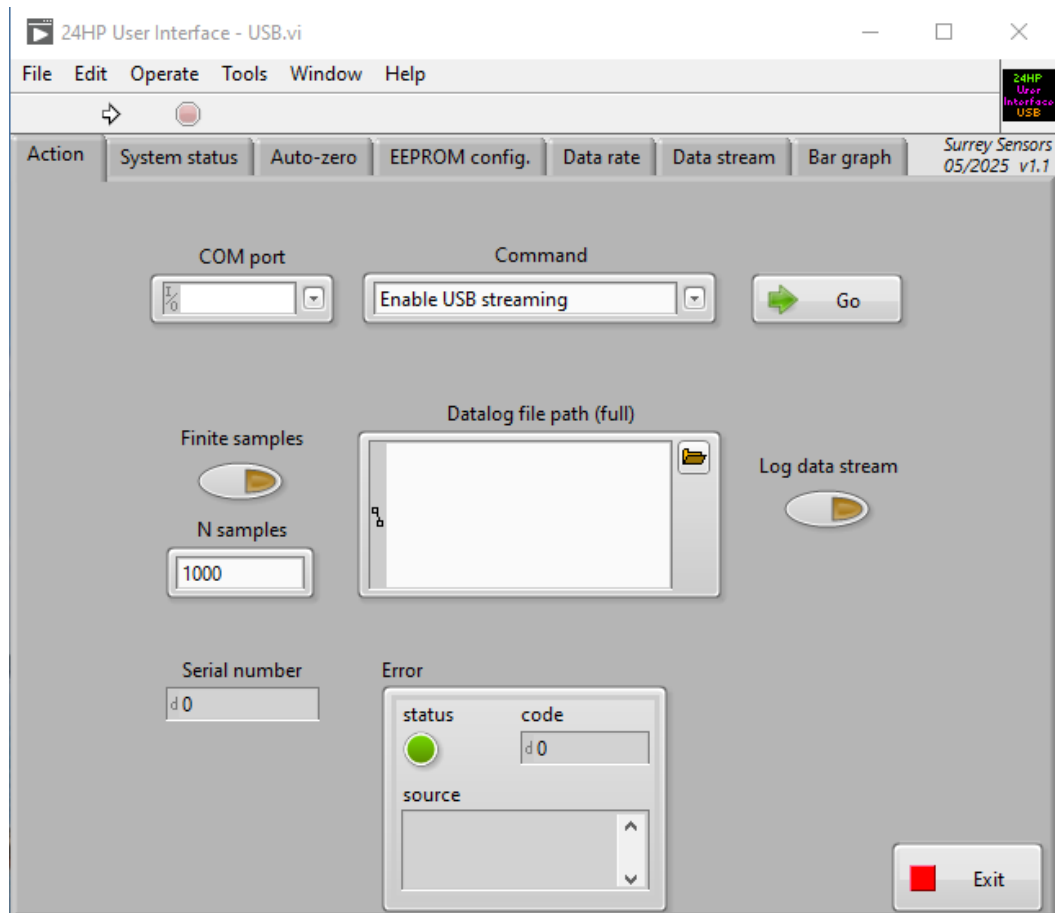 24HP User Interface - USB.vi
File Edit Operate Tools Window Help
24HP
User
Interface
USB
Action System status Auto-zero EEPROM config. Data rate Data stream Bar graph
Surrey Sensors
05/2025 v1.1
COM port
Command
I/O
Enable USB streaming
Go
Finite samples
Datalog file path (full)
Log data stream
N samples
1000
Serial number
d 0
Error
status code
d 0
source
Exit